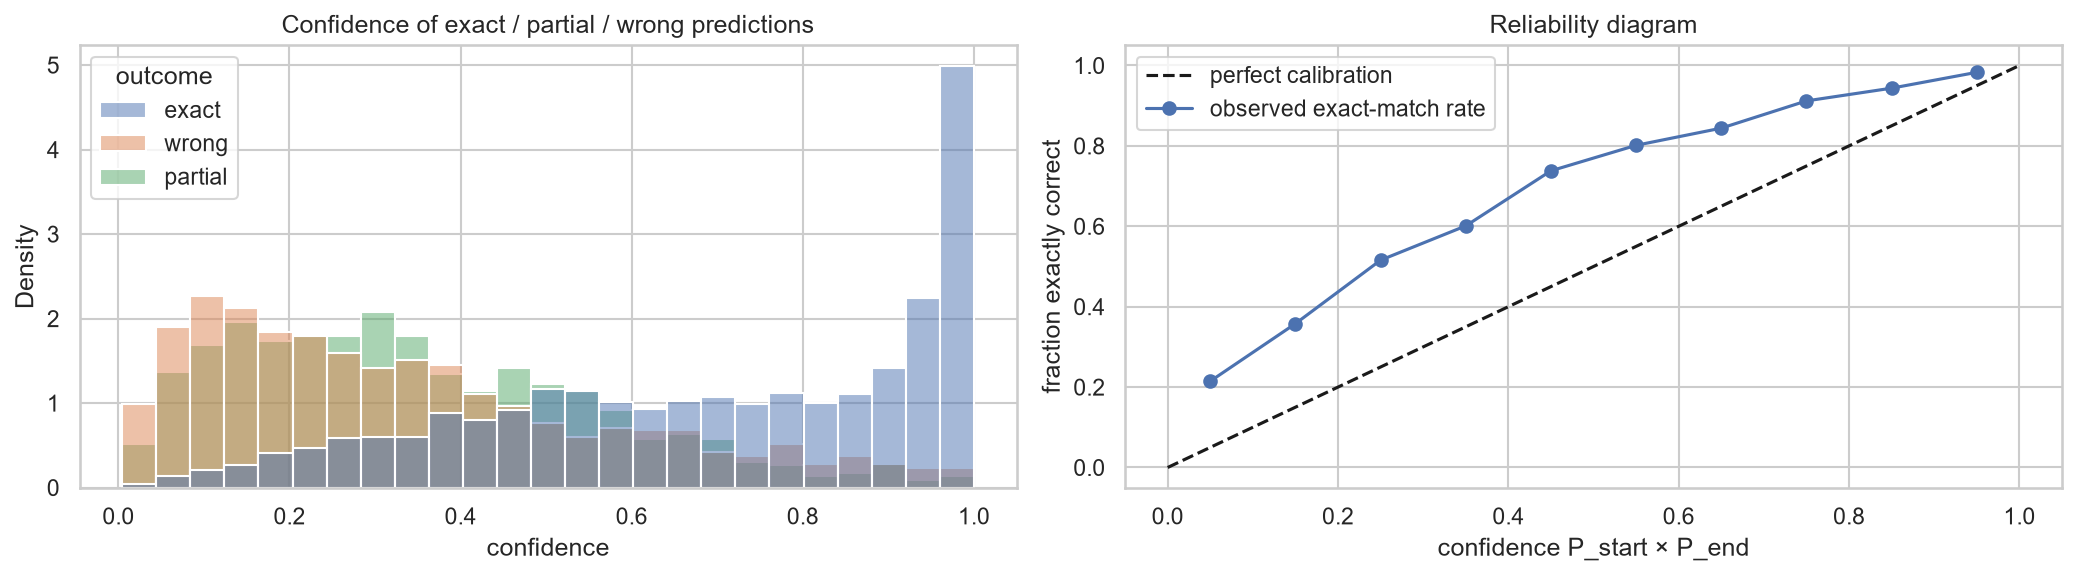 Confidence of exact / partial / wrong predictions
outcome
exact
wrong
partial
Density
5
4
3
2
1
0
0.0 0.2 0.4 0.6 0.8 1.0
confidence
Reliability diagram
perfect calibration
observed exact-match rate
fraction exactly correct
1.0
0.8
0.6
0.4
0.2
0.0
0.0 0.2 0.4 0.6 0.8 1.0
confidence P_start × P_end